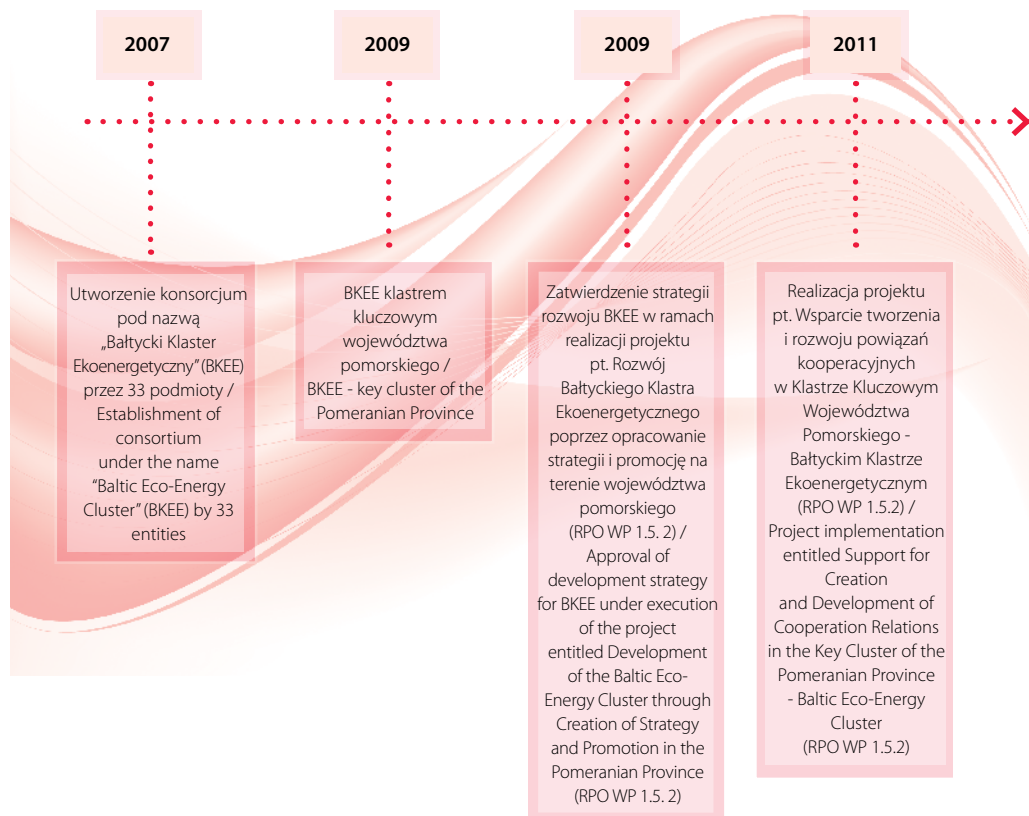 2007
2009
2009
2011
Utworzenie konsorcjum
pod nazwą
„Bałtycki Klaster
Ekoenergetyczny” (BKEE)
przez 33 podmioty /
Establishment of
consortium
under the name
“Baltic Eco-Energy
Cluster” (BKEE) by 33
entities
BKEE klastrem
kluczowym
województwa
pomorskiego /
BKEE - key cluster of the
Pomeranian Province
Zatwierdzenie strategii
rozwoju BKEE w ramach
realizacji projektu
pt. Rozwój
Bałtyckiego Klastra
Ekoenergetycznego
poprzez opracowanie
strategii i promocję na
terenie województwa
pomorskiego
(RPO WP 1.5. 2) /
Approval of
development strategy
for BKEE under execution
of the project
entitled Development
of the Baltic Eco-
Energy Cluster through
Creation of Strategy
and Promotion in the
Pomeranian Province
(RPO WP 1.5. 2)
Realizacja projektu
pt. Wsparcie tworzenia
i rozwoju powiązań
kooperacyjnych
w Klastrze Kluczowym
Województwa
Pomorskiego -
Bałtyckim Klastrze
Ekoenergetycznym
(RPO WP 1.5.2) /
Project implementation
entitled Support for
Creation
and Development of
Cooperation Relations
in the Key Cluster of the
Pomeranian Province
- Baltic Eco-Energy
Cluster
(RPO WP 1.5.2)